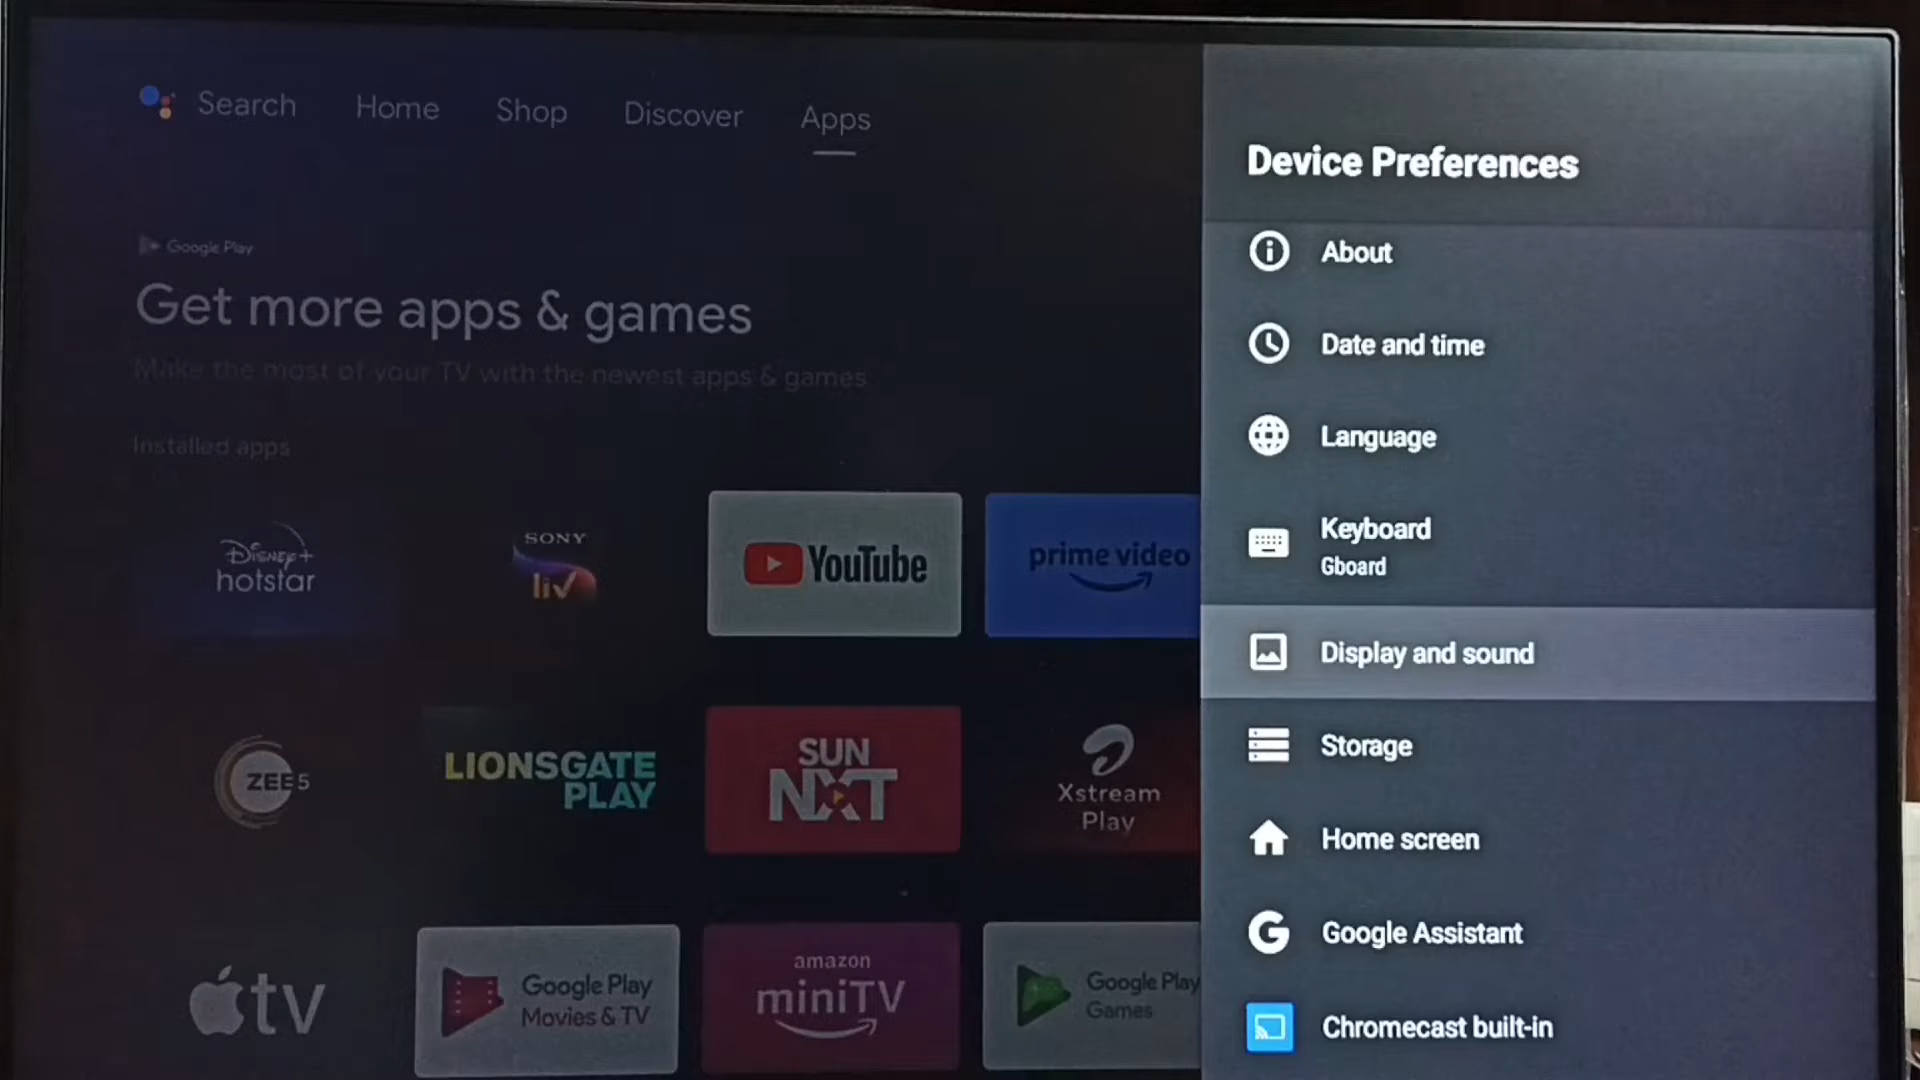 Search Home Shop Discover Apps
Google Play
Get more apps & games
Make the most of your TV with the newest apps & games
Installed apps
Disney+
hotstar
SONY
liv
YouTube
prime video
ZEE5
LIONSGATE
PLAY
SUN
NXT
Xstream
Play
tv
Google Play
Movies & TV
amazon
miniTV
Google Play
Games
Device Preferences
About
Date and time
Language
Keyboard
Gboard
Display and sound
Storage
Home screen
Google Assistant
Chromecast built-in